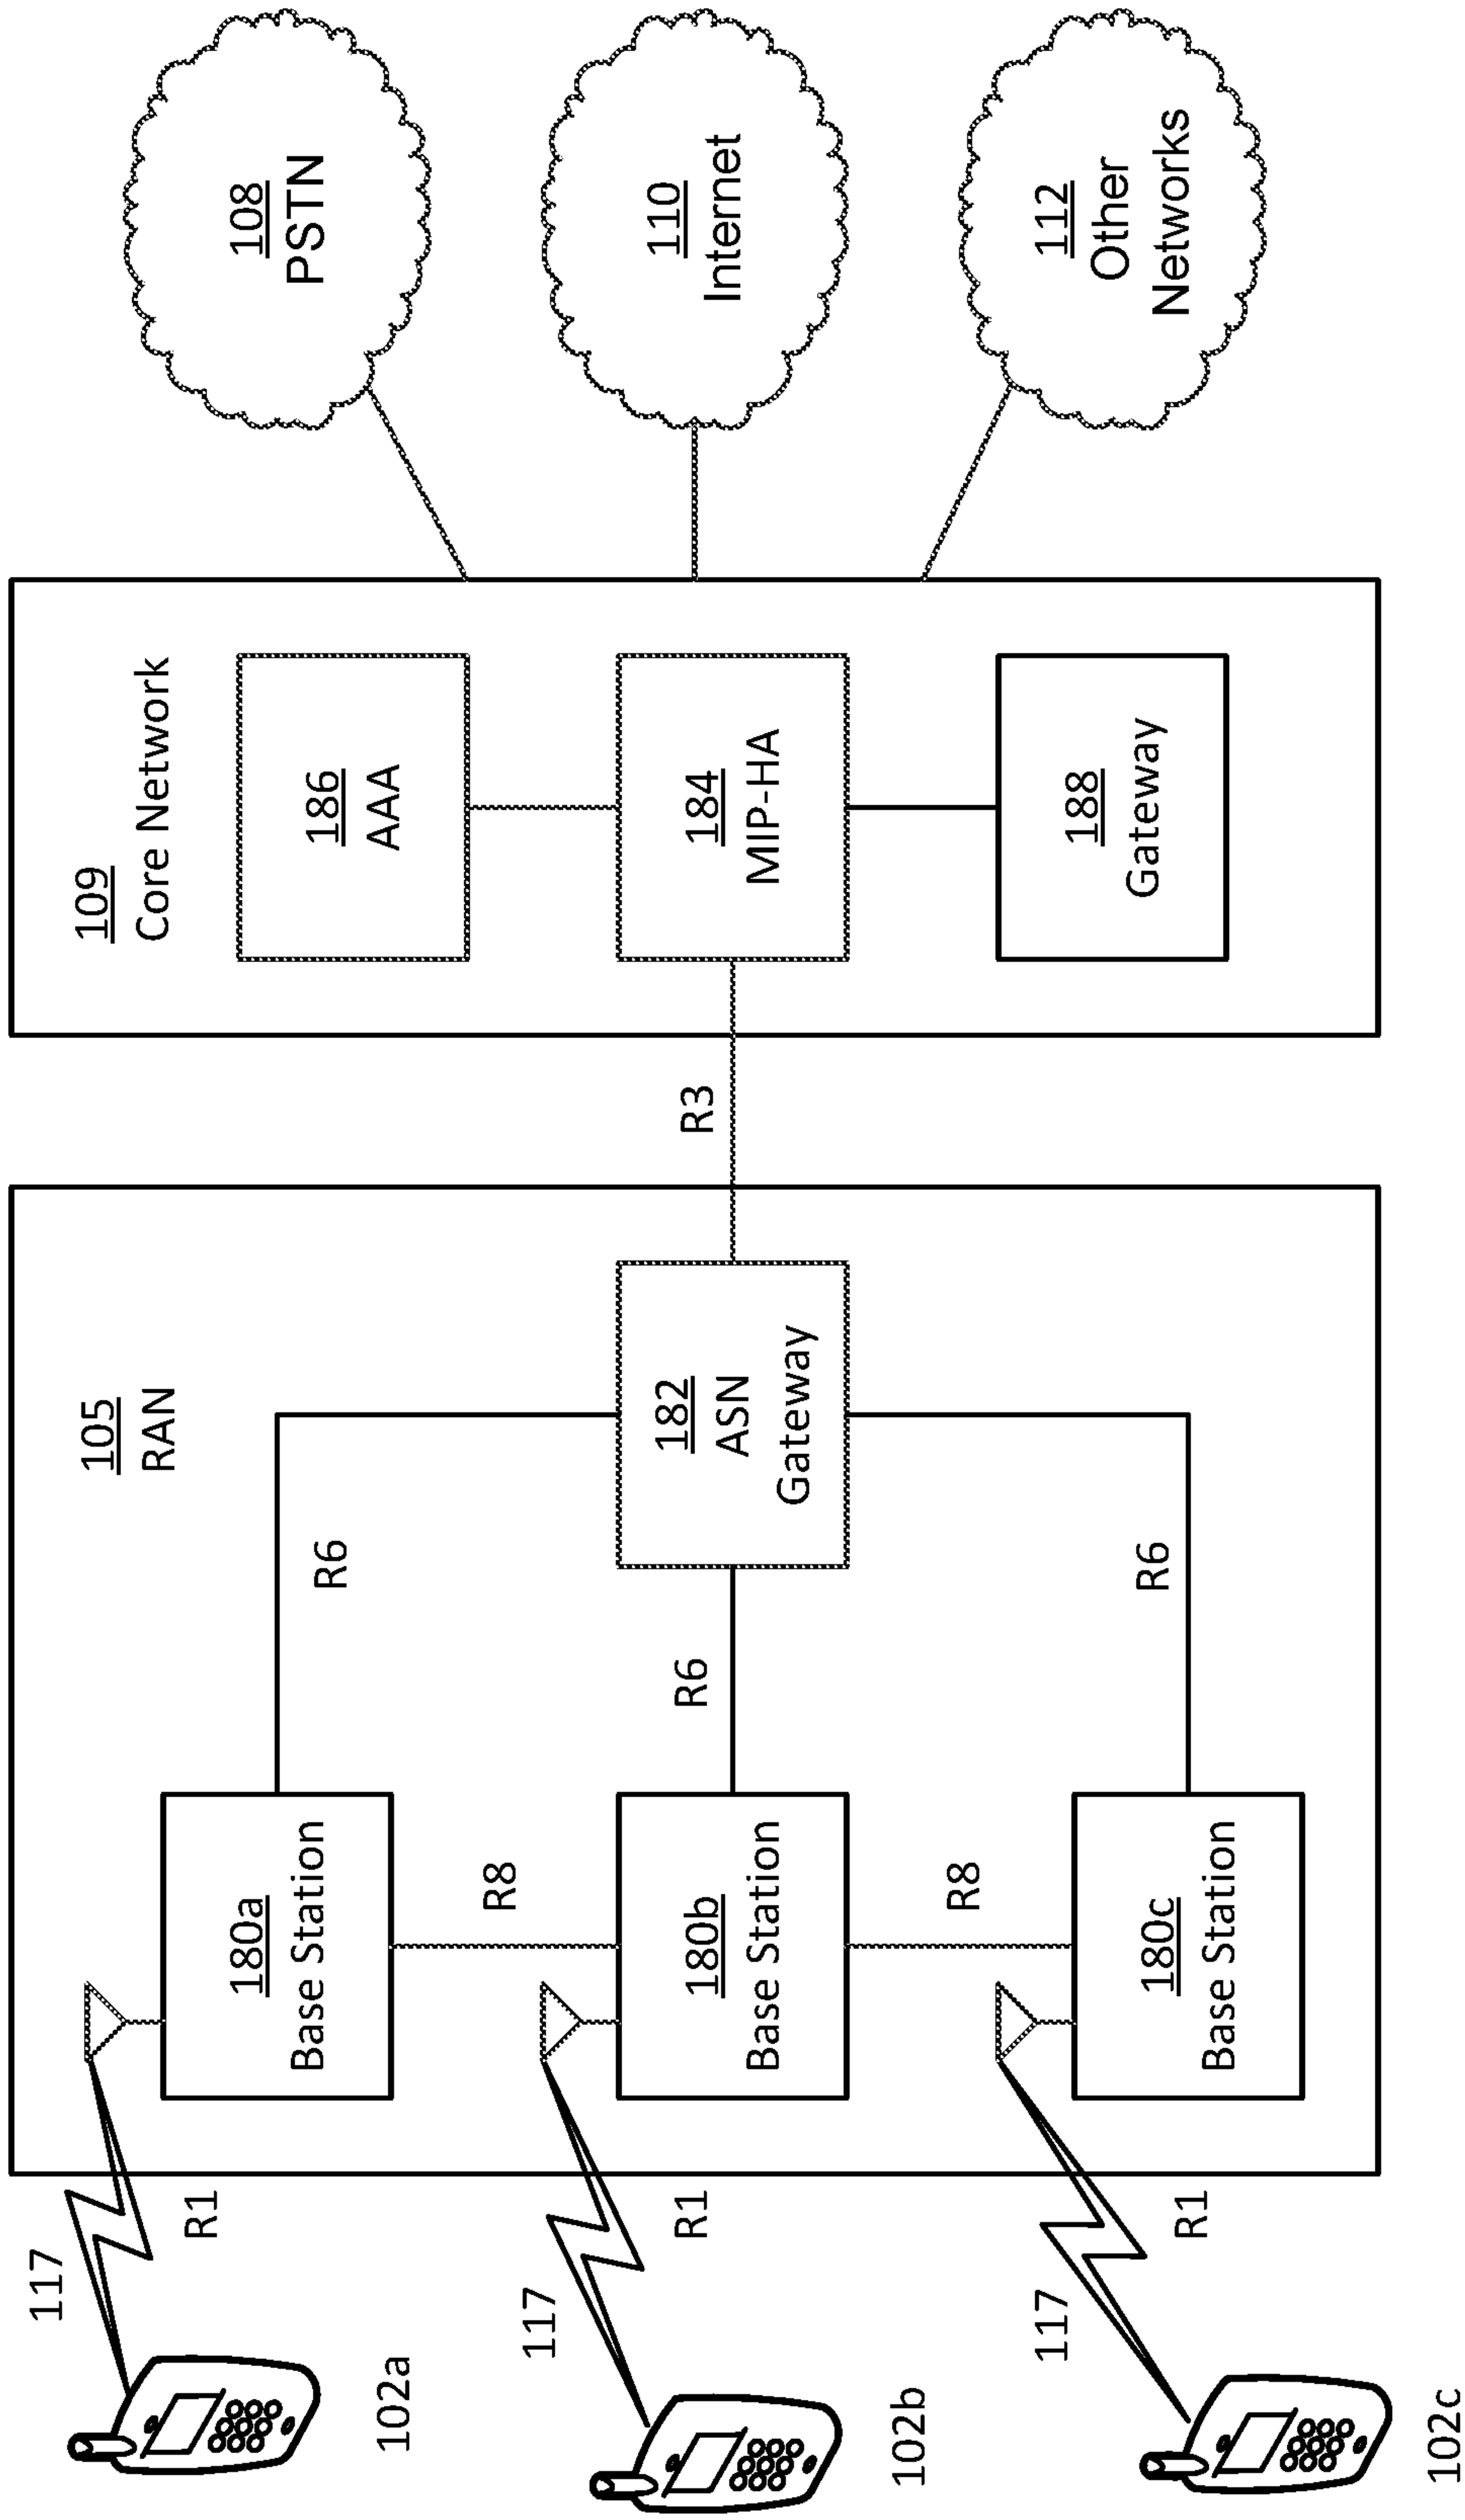 117
R1
102a
117
R1
102b
117
R1
102c
105
RAN
180a
Base Station
R8
180b
Base Station
R8
180c
Base Station
R6
R6
R6
182
ASN
Gateway
R3
109
Core Network
186
AAA
184
MIP-HA
188
Gateway
108
PSTN
110
Internet
112
Other
Networks